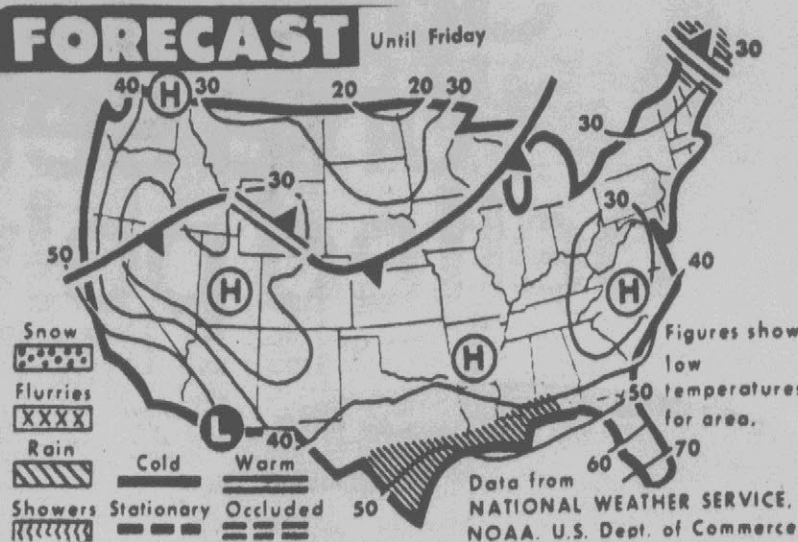 FORECAST Until Friday
40 H 30 20 20 30 30
30
30 30
50 H H 40
Snow
Figures show
low
H
temperatures
for area.
Flurries
XXXX
50
Rain
L 40
Cold Warm
60 70
Showers Stationary Occluded
50
Data from
NATIONAL WEATHER SERVICE,
NOAA. U.S. Dept. of Commerce